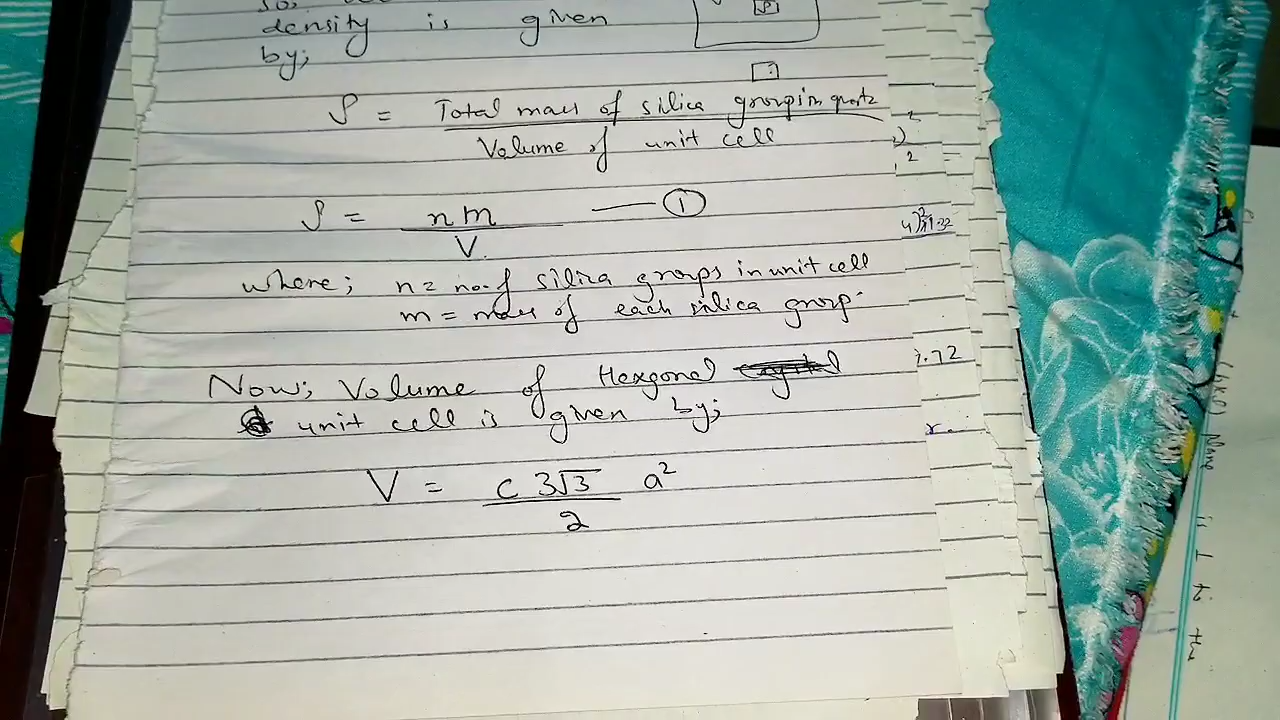 density is given
by;
ρ = Total mass of silica group in quartz
Volume of unit cell
ρ = nm —— ①
V
where; n = no. of silica groups in unit cell
m = mass of each silica group
Now; Volume of Hexgonal
unit cell is given by;
V = c 3√3 a²
2